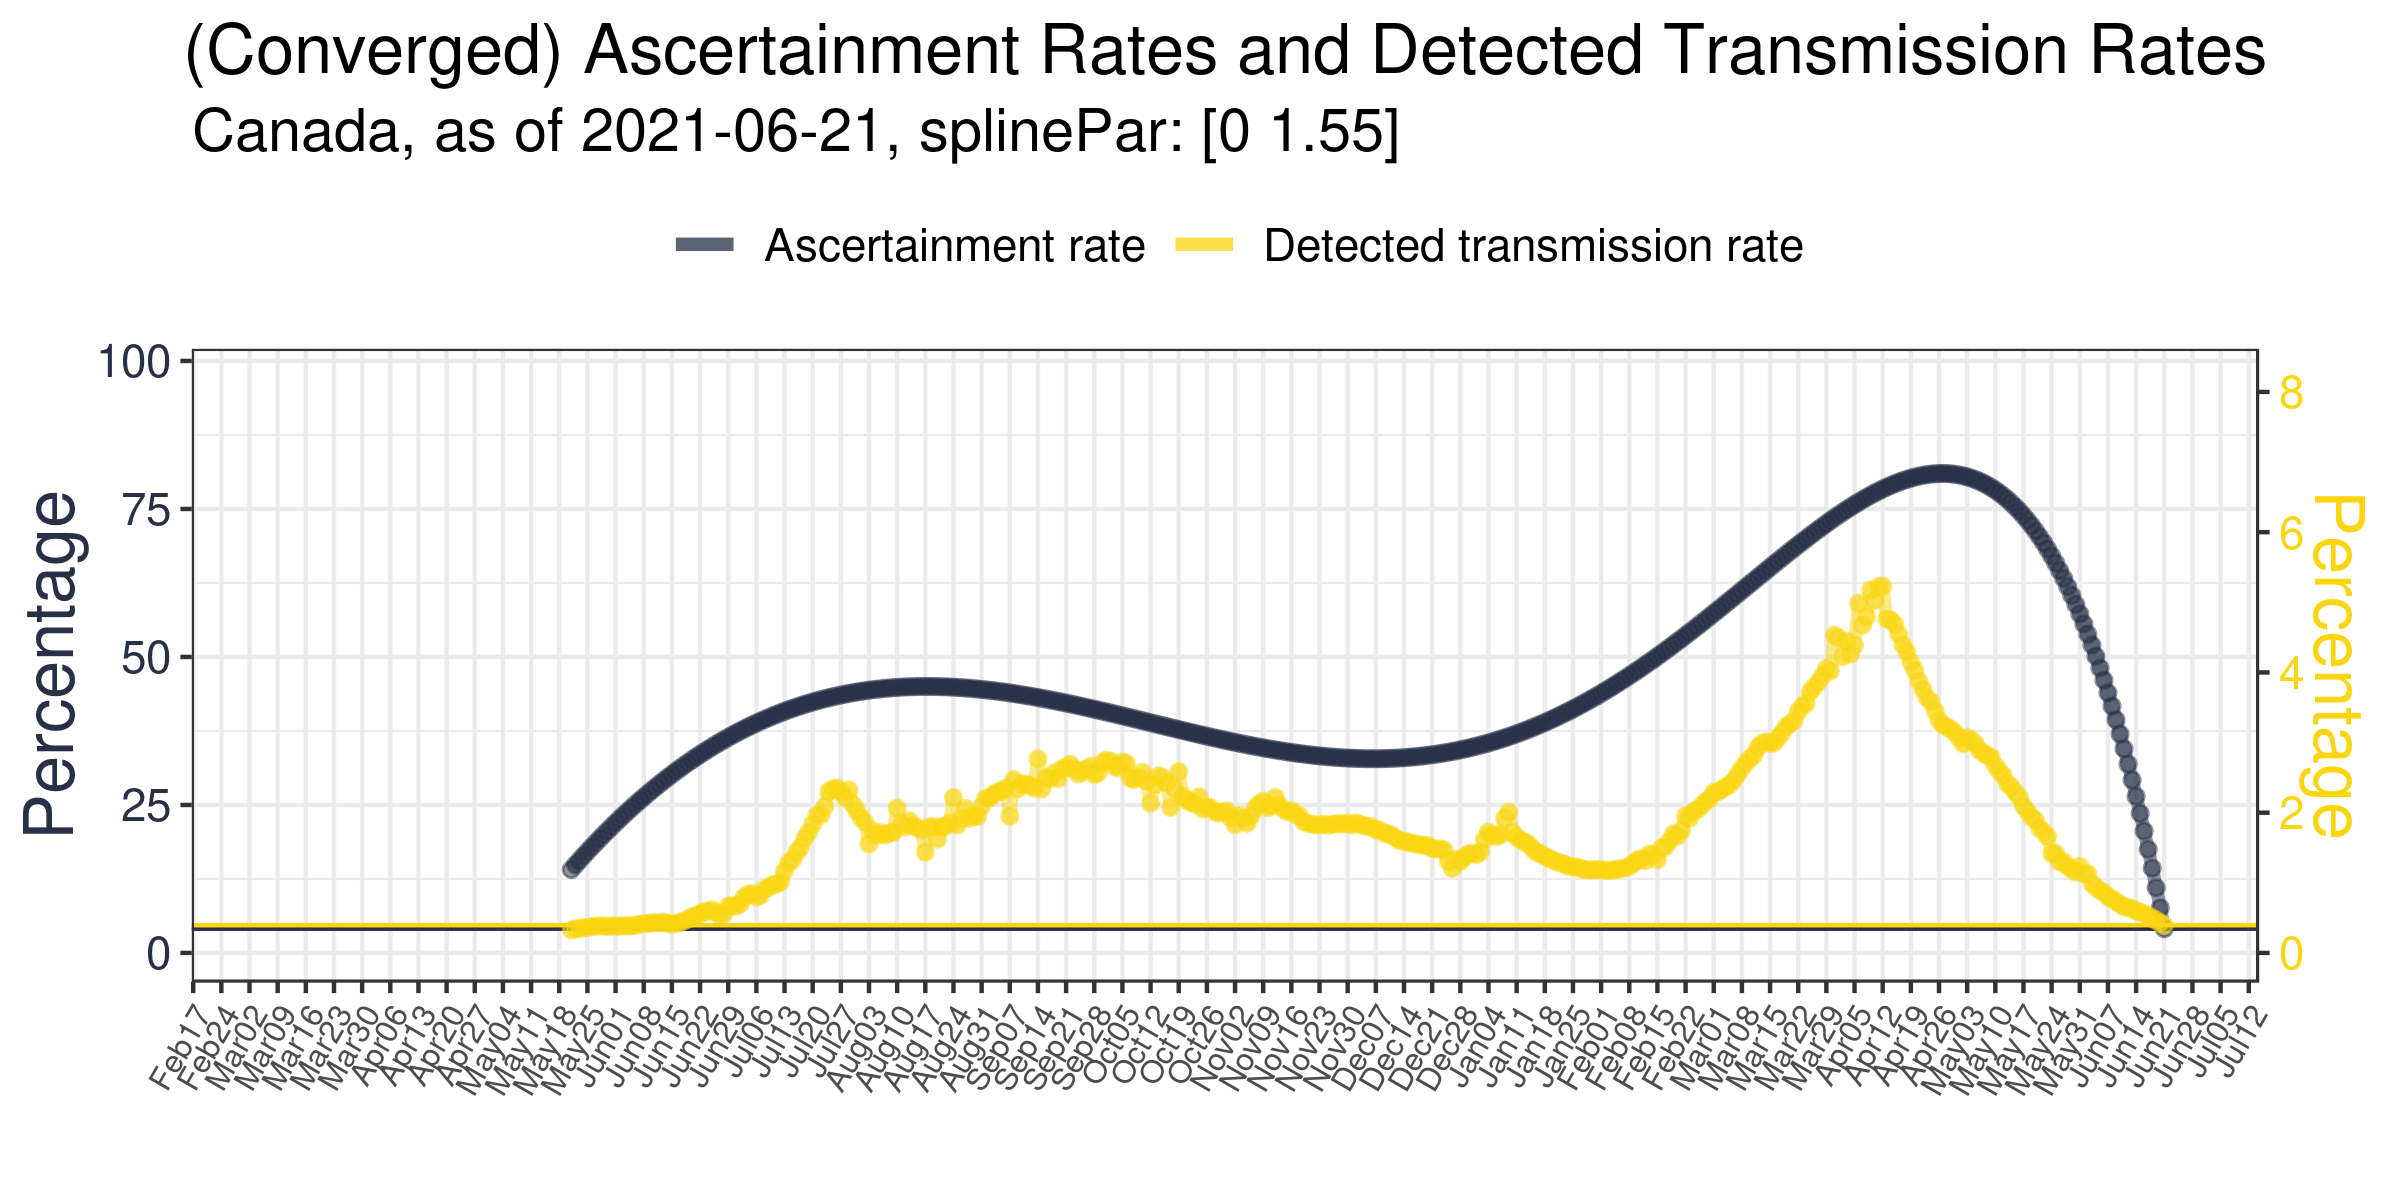 (Converged) Ascertainment Rates and Detected Transmission Rates
Canada, as of 2021-06-21, splinePar: [0 1.55]
Ascertainment rate
Detected transmission rate
Percentage
100
75
50
25
0
8
6
4
2
0
Percentage
Feb17
Feb24
Mar02
Mar09
Mar16
Mar23
Mar30
Apr06
Apr13
Apr20
Apr27
May04
May11
May18
May25
Jun01
Jun08
Jun15
Jun22
Jun29
Jul06
Jul13
Jul20
Jul27
Aug03
Aug10
Aug17
Aug24
Aug31
Sep07
Sep14
Sep21
Sep28
Oct05
Oct12
Oct19
Oct26
Nov02
Nov09
Nov16
Nov23
Nov30
Dec07
Dec14
Dec21
Dec28
Jan04
Jan11
Jan18
Jan25
Feb01
Feb08
Feb15
Feb22
Mar01
Mar08
Mar15
Mar22
Mar29
Apr05
Apr12
Apr19
Apr26
May03
May10
May17
May24
May31
Jun07
Jun14
Jun21
Jun28
Jul05
Jul12